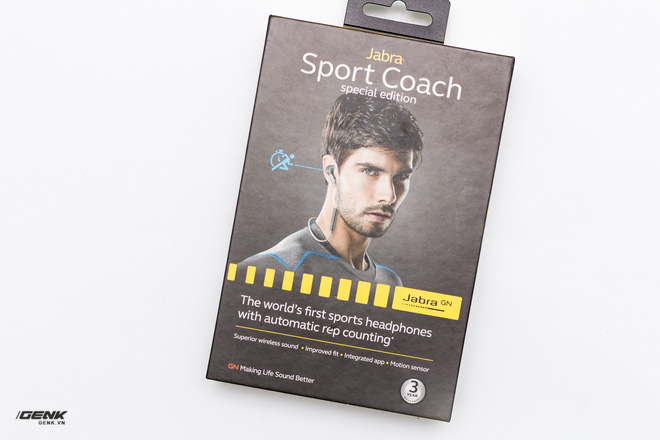 Jabra
Sport Coach
special edition
Jabra GN
The world's first sports headphones
with automatic rep counting*
Superior wireless sound • Improved fit • Integrated app • Motion sensor
GN Making Life Sound Better
3
YEAR
GENK
GENK.VN